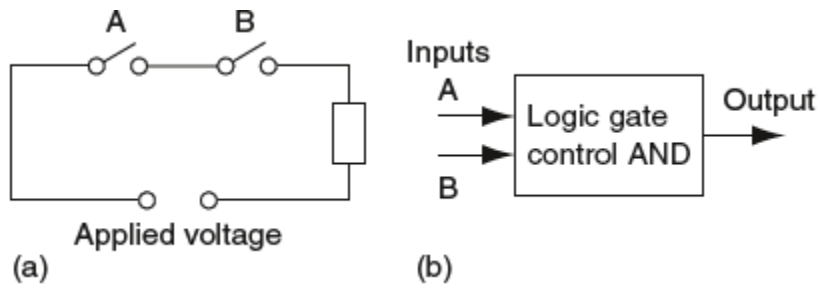 A B
Applied voltage
(a)
Inputs
A
B
Logic gate
control AND
Output
(b)